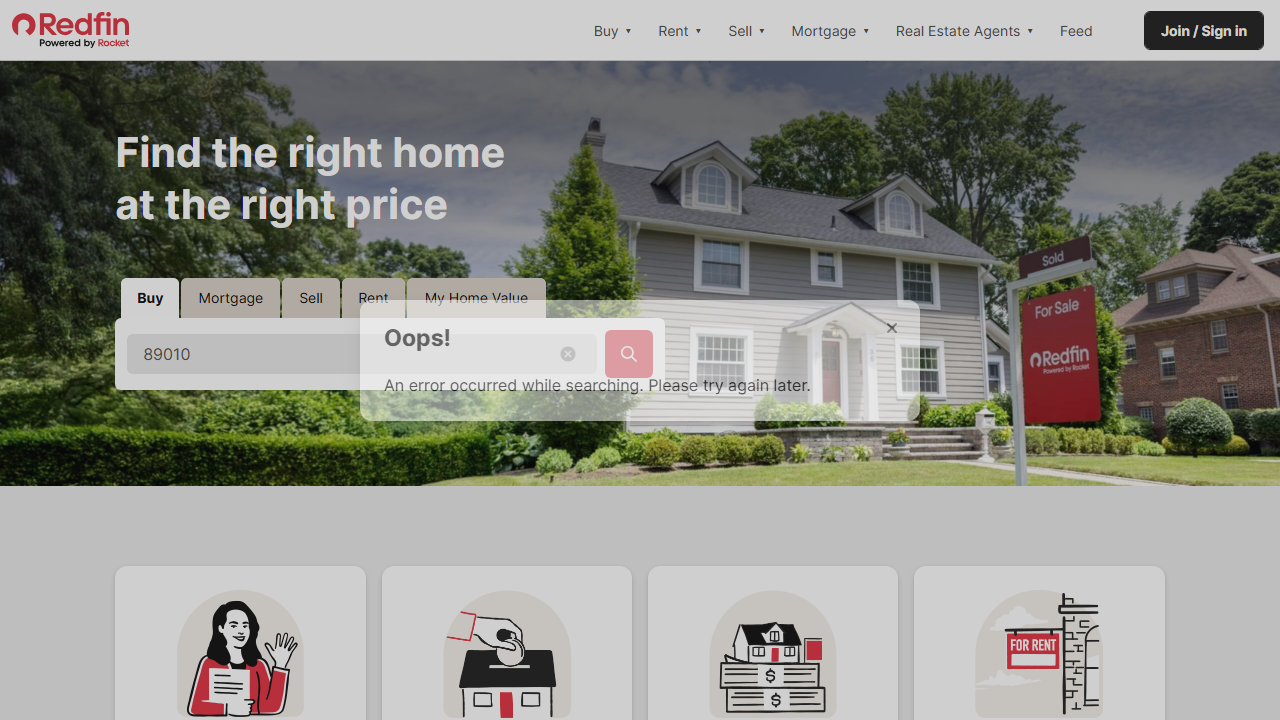 Redfin
Powered by Rocket
Buy ▼
Rent ▼
Sell ▼
Mortgage ▼
Real Estate Agents ▼
Feed
Join / Sign in
Find the right home
at the right price
Buy
Mortgage
Sell
Rent
My Home Value
89010
Oops!
An error occurred while searching. Please try again later.
Sold
For Sale
Redfin
Powered by Rocket
$
$
FOR RENT